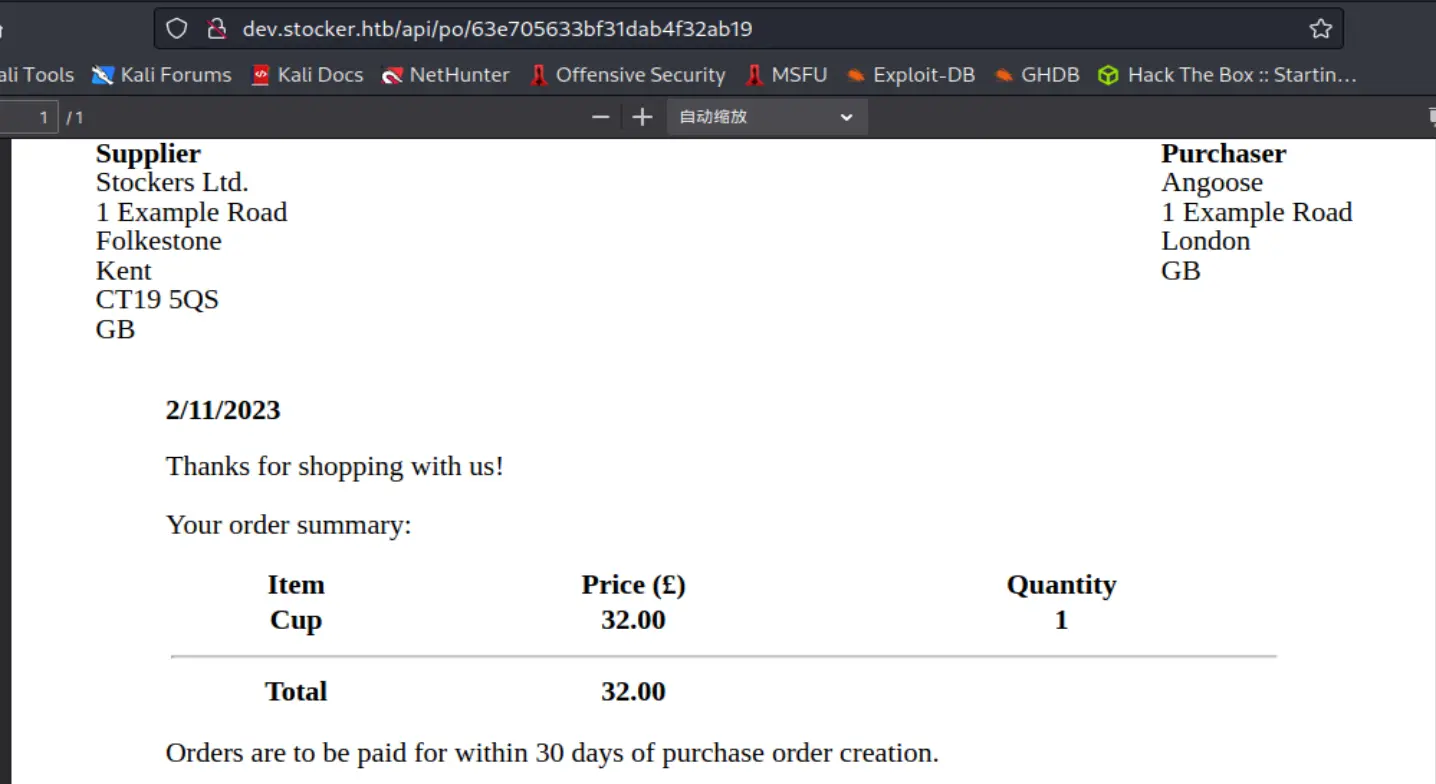 dev.stocker.htb/api/po/63e705633bf31dab4f32ab19
ali Tools Kali Forums Kali Docs NetHunter Offensive Security MSFU Exploit-DB GHDB Hack The Box :: Startin…
1 / 1 自动缩放
Supplier
Stockers Ltd.
1 Example Road
Folkestone
Kent
CT19 5QS
GB
Purchaser
Angoose
1 Example Road
London
GB
2/11/2023
Thanks for shopping with us!
Your order summary:
Item Price (£) Quantity
Cup 32.00 1
Total 32.00
Orders are to be paid for within 30 days of purchase order creation.